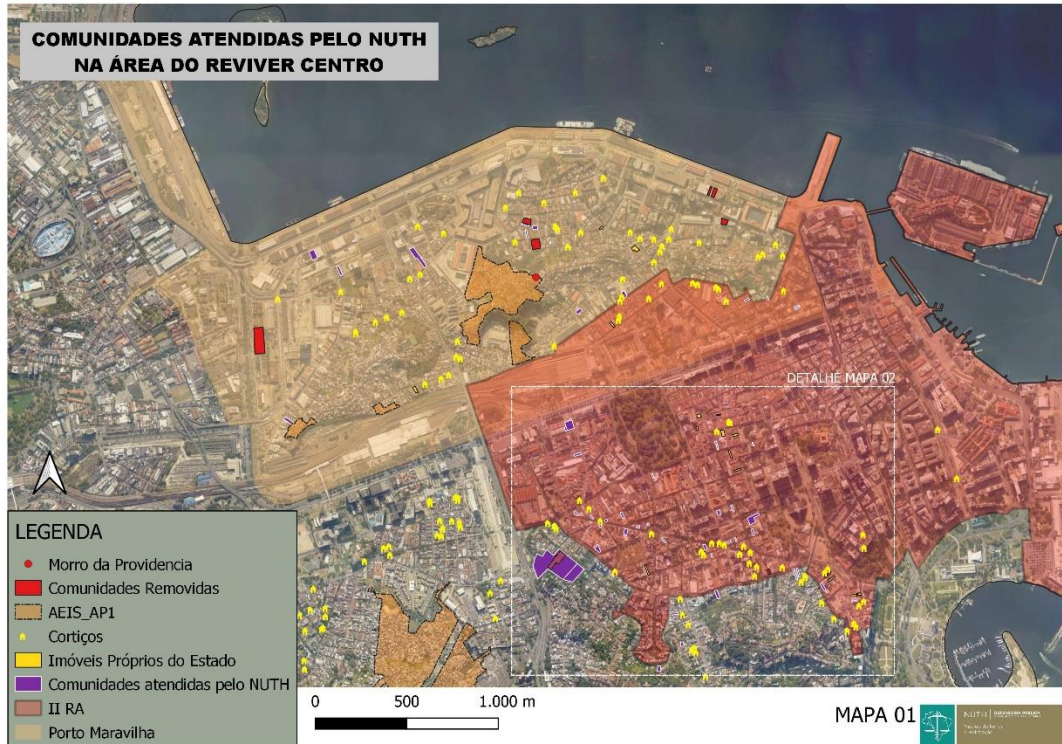 COMUNIDADES ATENDIDAS PELO NUTH
NA ÁREA DO REVIVER CENTRO
DETALHE MAPA 02
LEGENDA
Morro da Providencia
Comunidades Removidas
AEIS_AP1
Cortiços
Imóveis Próprios do Estado
Comunidades atendidas pelo NUTH
II RA
Porto Maravilha
0 500 1.000 m
MAPA 01
NUTH